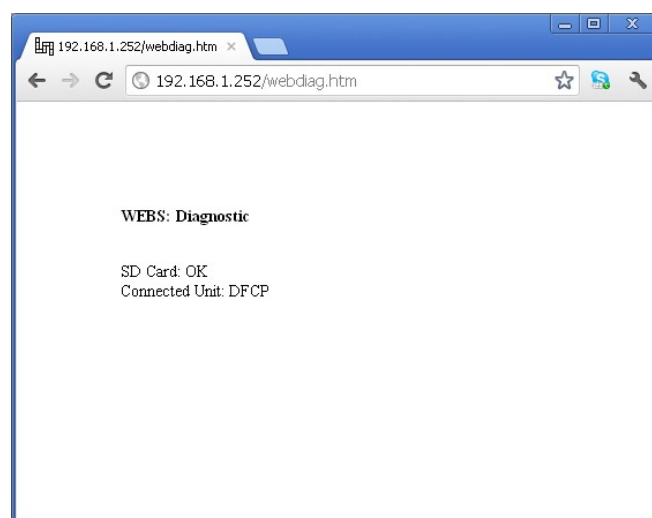 192.168.1.252/webdiag.htm
192.168.1.252/webdiag.htm
WEBS: Diagnostic
SD Card: OK
Connected Unit: DFCP